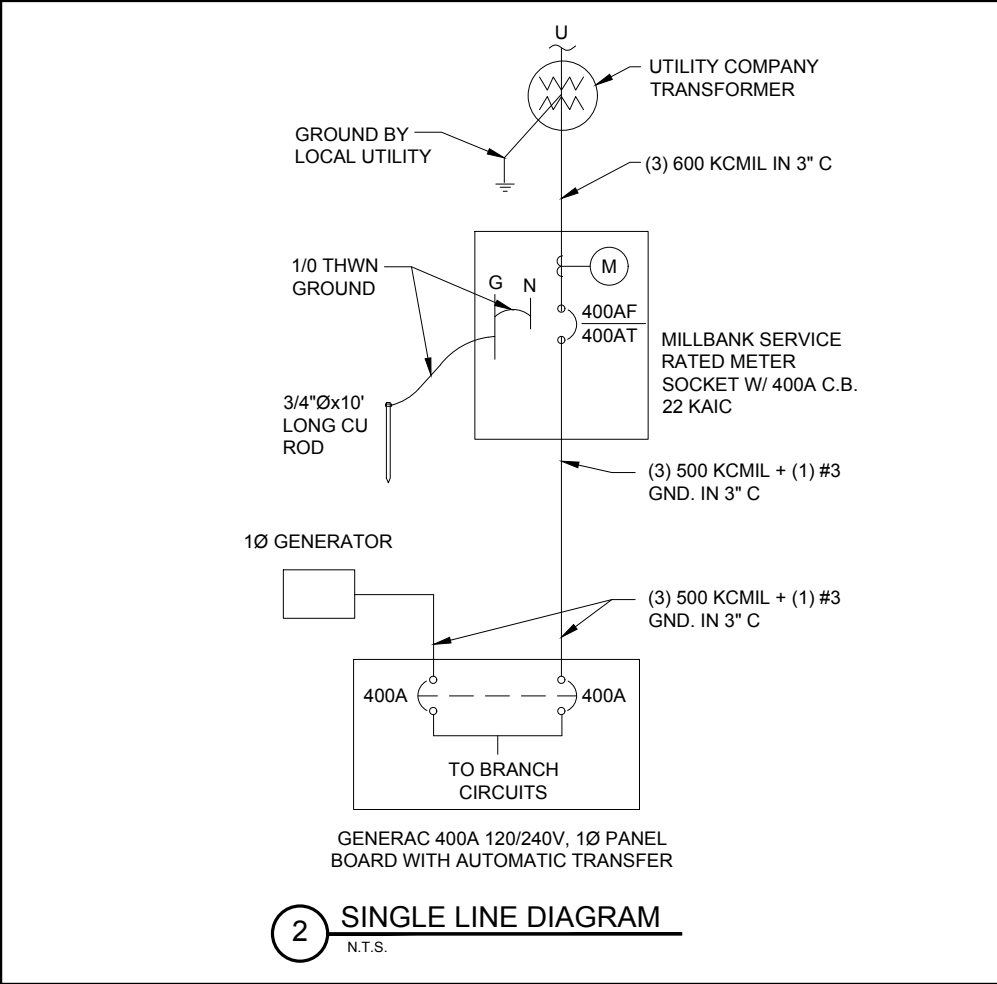 U
UTILITY COMPANY
TRANSFORMER
GROUND BY
LOCAL UTILITY
(3) 600 KCMIL IN 3" C
1/0 THWN
GROUND
G N
M
400AF
400AT
MILLBANK SERVICE
RATED METER
SOCKET W/ 400A C.B.
22 KAIC
3/4"Øx10'
LONG CU
ROD
(3) 500 KCMIL + (1) #3
GND. IN 3" C
1Ø GENERATOR
(3) 500 KCMIL + (1) #3
GND. IN 3" C
400A
400A
TO BRANCH
CIRCUITS
GENERAC 400A 120/240V, 1Ø PANEL
BOARD WITH AUTOMATIC TRANSFER
2
SINGLE LINE DIAGRAM
N.T.S.